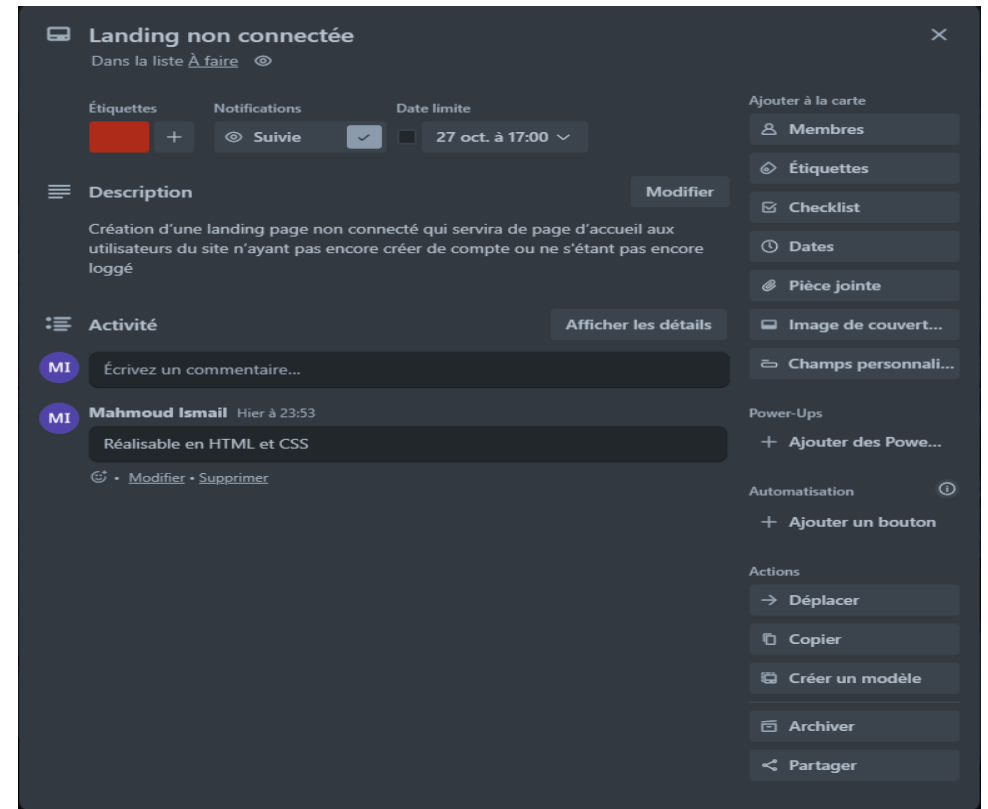 Landing non connectée
Dans la liste À faire
Étiquettes
Notifications
Date limite
Suivie
27 oct. à 17:00
Description
Modifier
Création d'une landing page non connecté qui servira de page d'accueil aux
utilisateurs du site n'ayant pas encore créer de compte ou ne s'étant pas encore
loggé
Activité
Afficher les détails
MI
Écrivez un commentaire...
MI
Mahmoud Ismail Hier à 23:53
Réalisable en HTML et CSS
• Modifier • Supprimer
Ajouter à la carte
Membres
Étiquettes
Checklist
Dates
Pièce jointe
Image de couvert...
Champs personnali...
Power-Ups
Ajouter des Powe...
Automatisation
Ajouter un bouton
Actions
Déplacer
Copier
Créer un modèle
Archiver
Partager